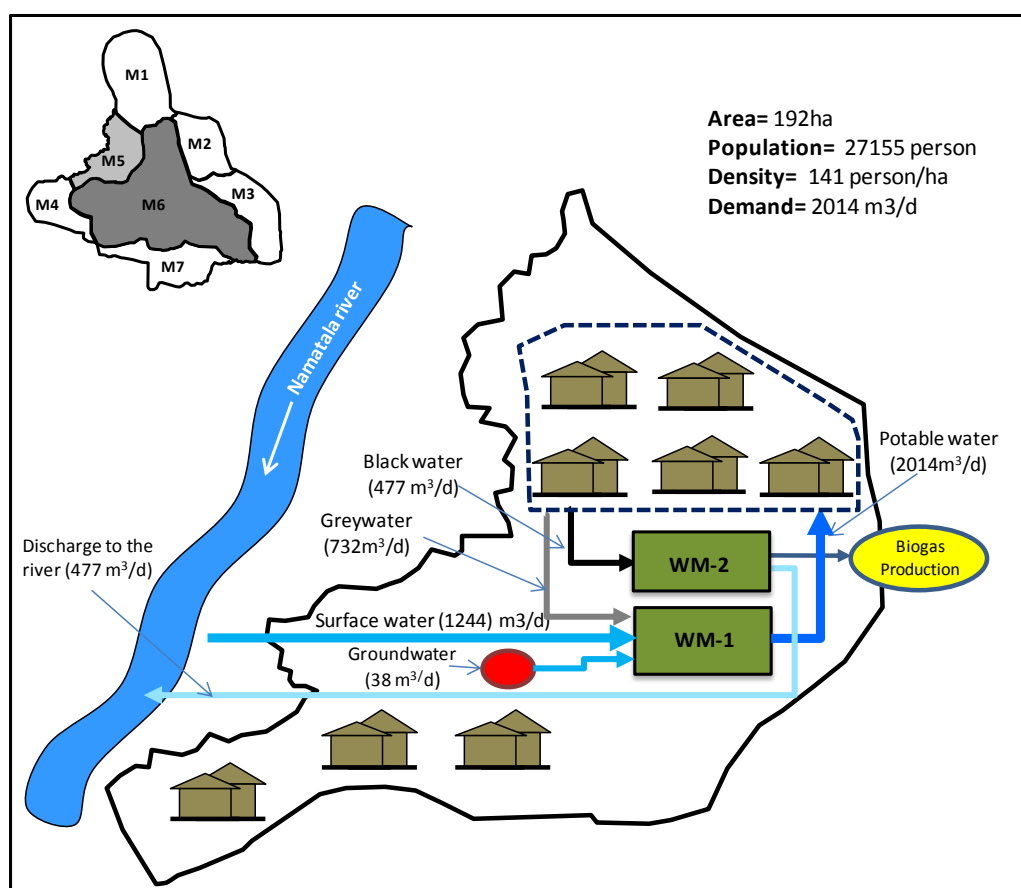 M1
M2
M5
M3
M4
M6
M7
Area= 192ha
Population= 27155 person
Density= 141 person/ha
Demand= 2014 m3/d
Namatala river
Potable water
(2014m³/d)
Black water
(477 m³/d)
Greywater
(732m³/d)
Discharge to the
river (477 m³/d)
WM-2
Biogas
Production
Surface water (1244) m3/d)
WM-1
Groundwater
(38 m³/d)